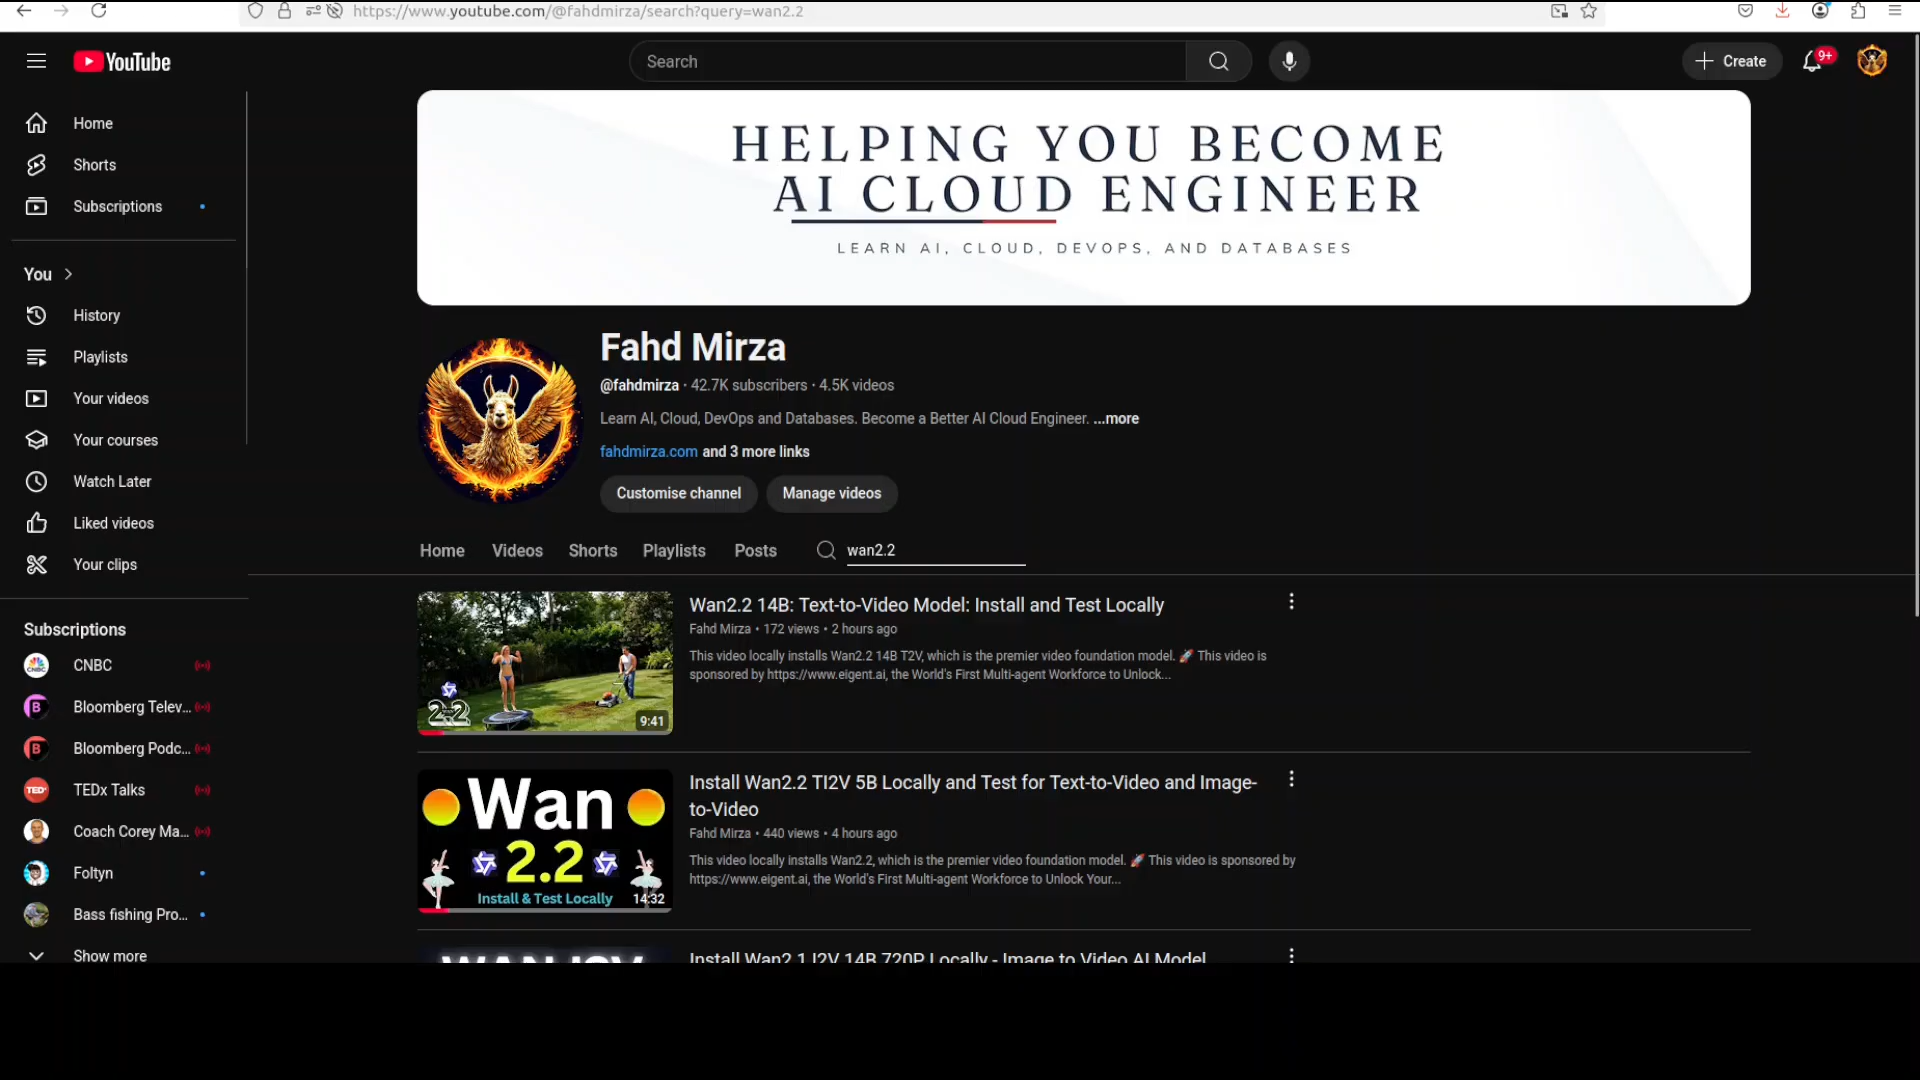 https://www.youtube.com/@fahdmirza/search?query=wan2.2
YouTube
Search
Create
9+
Home
Shorts
Subscriptions
You
History
Playlists
Your videos
Your courses
Watch Later
Liked videos
Your clips
Subscriptions
CNBC
Bloomberg Telev...
Bloomberg Podc...
TEDx Talks
Coach Corey Ma...
Foltyn
Bass fishing Pro...
Show more
HELPING YOU BECOME
AI CLOUD ENGINEER
LEARN AI, CLOUD, DEVOPS, AND DATABASES
Fahd Mirza
@fahdmirza · 42.7K subscribers · 4.5K videos
Learn AI, Cloud, DevOps and Databases. Become a Better AI Cloud Engineer. ...more
fahdmirza.com and 3 more links
Customise channel Manage videos
Home Videos Shorts Playlists Posts wan2.2
2.2
9:41
Wan2.2 14B: Text-to-Video Model: Install and Test Locally
Fahd Mirza • 172 views • 2 hours ago
This video locally installs Wan2.2 14B T2V, which is the premier video foundation model. 🚀 This video is
sponsored by https://www.eigent.ai, the World's First Multi-agent Workforce to Unlock...
Wan
2.2
Install & Test Locally
14:32
Install Wan2.2 TI2V 5B Locally and Test for Text-to-Video and Image-
to-Video
Fahd Mirza • 440 views • 4 hours ago
This video locally installs Wan2.2, which is the premier video foundation model. 🚀 This video is sponsored by
https://www.eigent.ai, the World's First Multi-agent Workforce to Unlock Your...
Install Wan2.1 I2V 14B 720P Locally - Image to Video AI Model